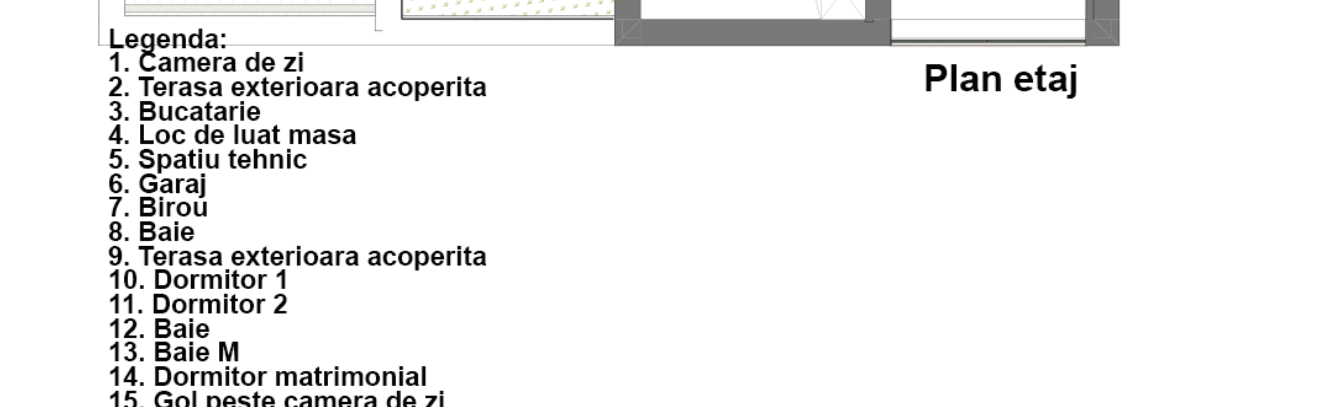 Legenda:
1. Camera de zi
2. Terasa exterioara acoperita
3. Bucatarie
4. Loc de luat masa
5. Spatiu tehnic
6. Garaj
7. Birou
8. Baie
9. Terasa exterioara acoperita
10. Dormitor 1
11. Dormitor 2
12. Baie
13. Baie M
14. Dormitor matrimonial
15. Gol peste camera de zi
Plan etaj